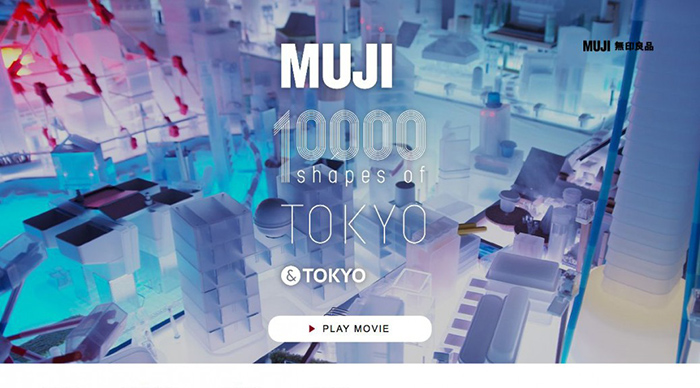 MUJI
MUJI 無印良品
10000
shapes of
TOKYO
&TOKYO
PLAY MOVIE